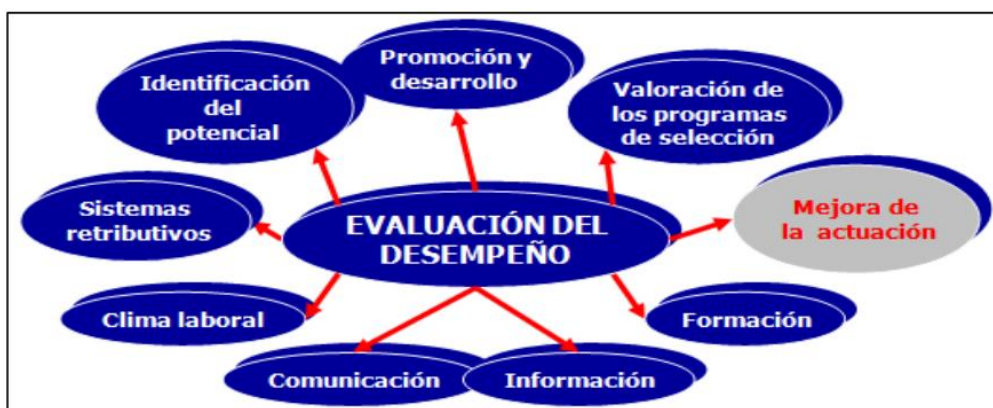 Promoción y
desarrollo
Identificación
del
potencial
Valoración de
los programas
de selección
Sistemas
retributivos
EVALUACIÓN DEL
DESEMPEÑO
Mejora de
la actuación
Clima laboral
Formación
Comunicación
Información